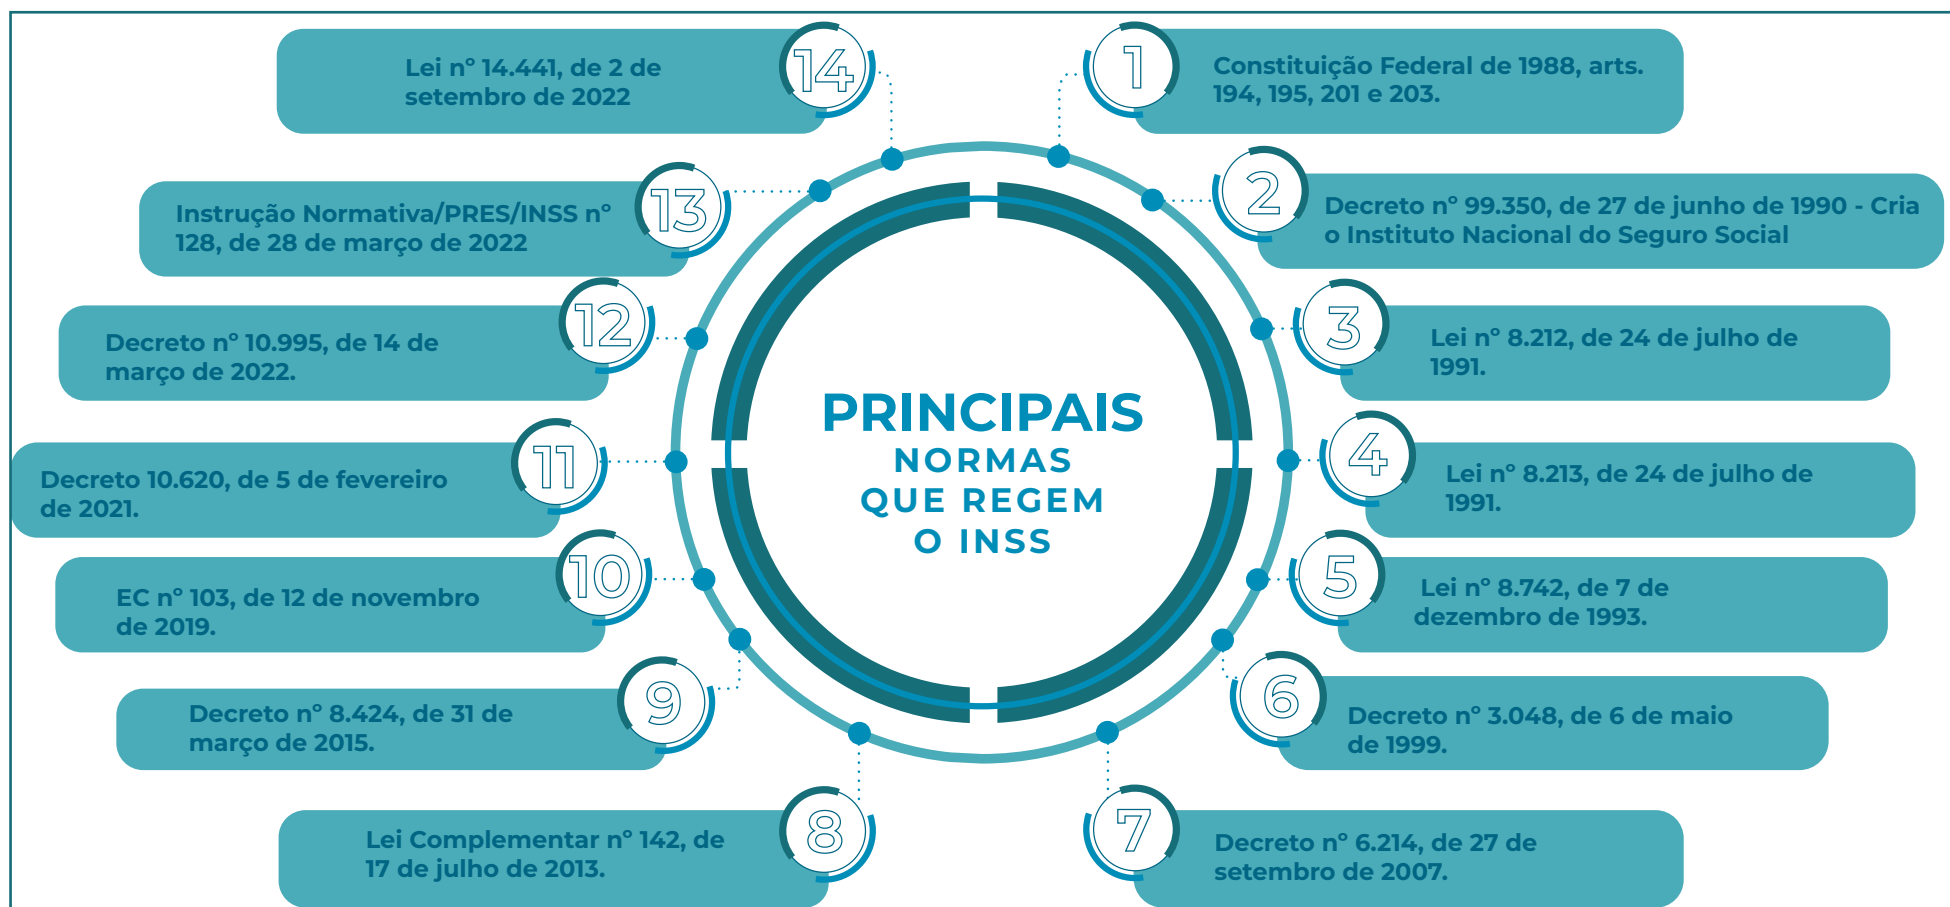 PRINCIPAIS
NORMAS
QUE REGEM
O INSS
1
Constituição Federal de 1988, arts.
194, 195, 201 e 203.
2
Decreto nº 99.350, de 27 de junho de 1990 - Cria
o Instituto Nacional do Seguro Social
3
Lei nº 8.212, de 24 de julho de
1991.
4
Lei nº 8.213, de 24 de julho de
1991.
5
Lei nº 8.742, de 7 de
dezembro de 1993.
6
Decreto nº 3.048, de 6 de maio
de 1999.
7
Decreto nº 6.214, de 27 de
setembro de 2007.
8
Lei Complementar nº 142, de
17 de julho de 2013.
9
Decreto nº 8.424, de 31 de
março de 2015.
10
EC nº 103, de 12 de novembro
de 2019.
11
Decreto 10.620, de 5 de fevereiro
de 2021.
12
Decreto nº 10.995, de 14 de
março de 2022.
13
Instrução Normativa/PRES/INSS nº
128, de 28 de março de 2022
14
Lei nº 14.441, de 2 de
setembro de 2022